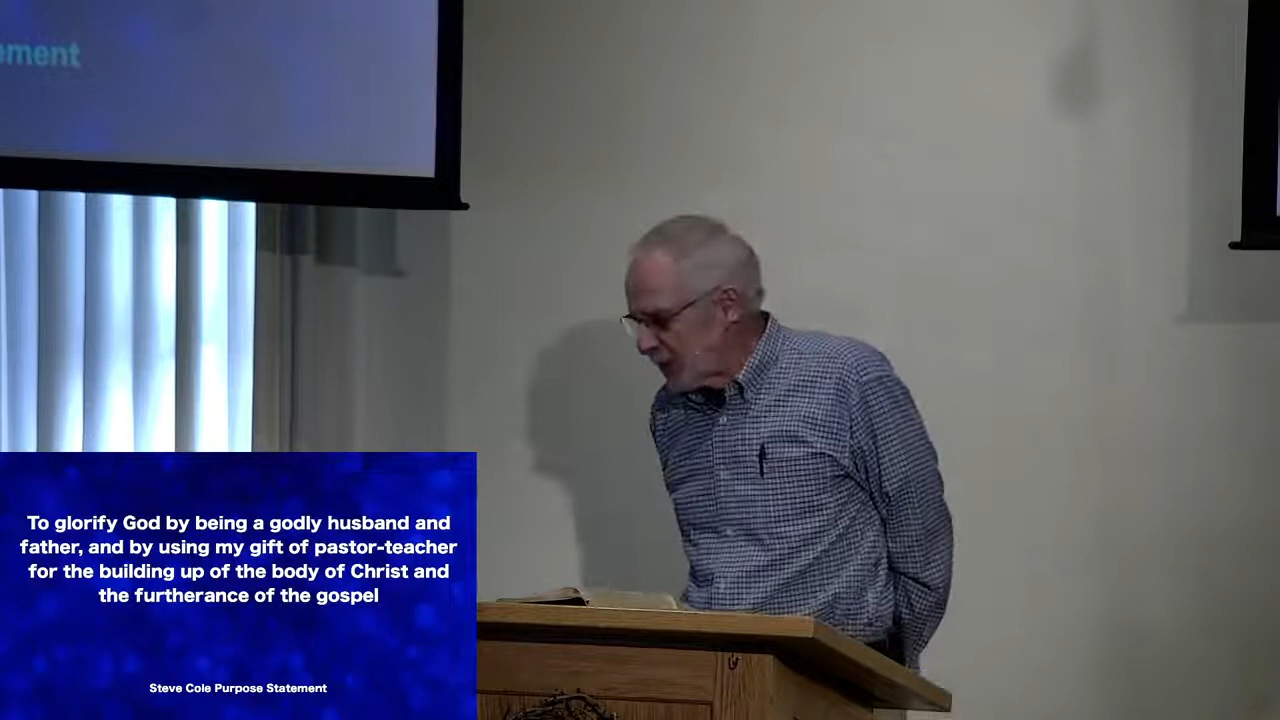 To glorify God by being a godly husband and
father, and by using my gift of pastor-teacher
for the building up of the body of Christ and
the furtherance of the gospel
Steve Cole Purpose Statement